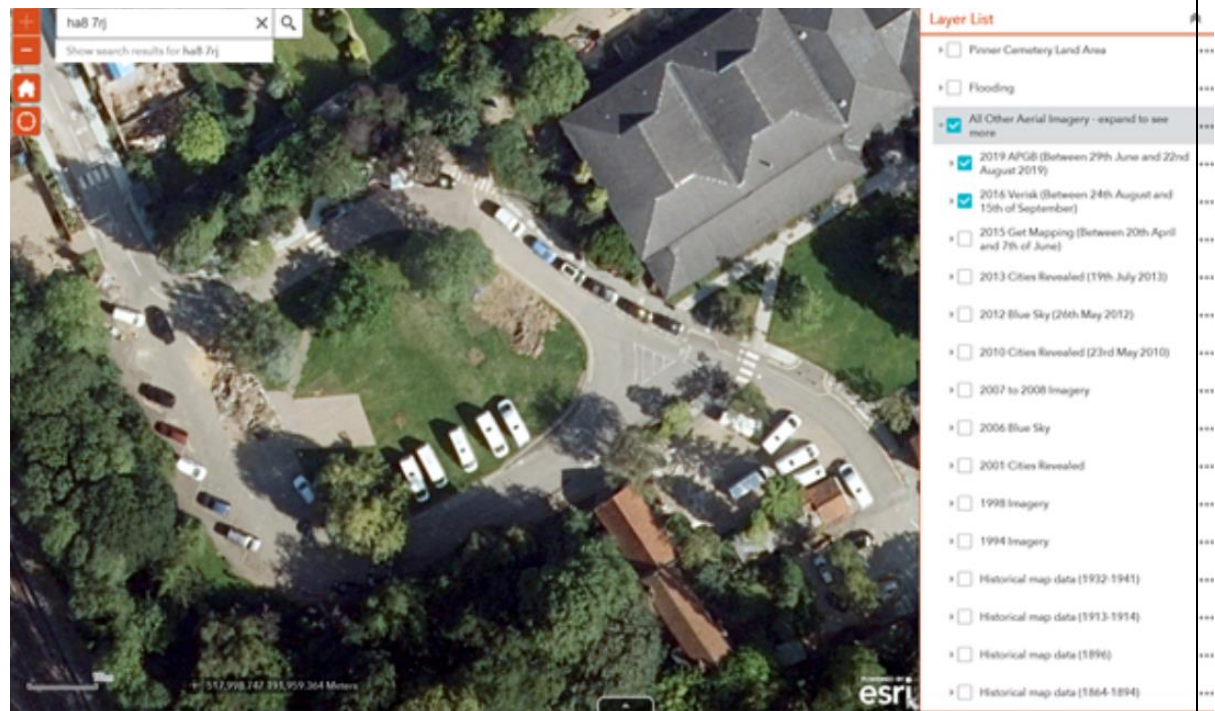 ha8 7rj
Show search results for ha8 7rj
Layer List
Pinner Cemetery Land Area
Flooding
All Other Aerial Imagery - expand to see
more
2019 APGB (Between 29th June and 22nd
August 2019)
2016 Verisk (Between 24th August and
15th of September)
2015 Get Mapping (Between 20th April
and 7th of June)
2013 Cities Revealed (19th July 2013)
2012 Blue Sky (26th May 2012)
2010 Cities Revealed (23rd May 2010)
2007 to 2008 Imagery
2006 Blue Sky
2001 Cities Revealed
1998 Imagery
1994 Imagery
Historical map data (1932-1941)
Historical map data (1913-1914)
Historical map data (1896)
Historical map data (1864-1894)
517,998.747 191,959.364 Meters
POWERED BY
esri